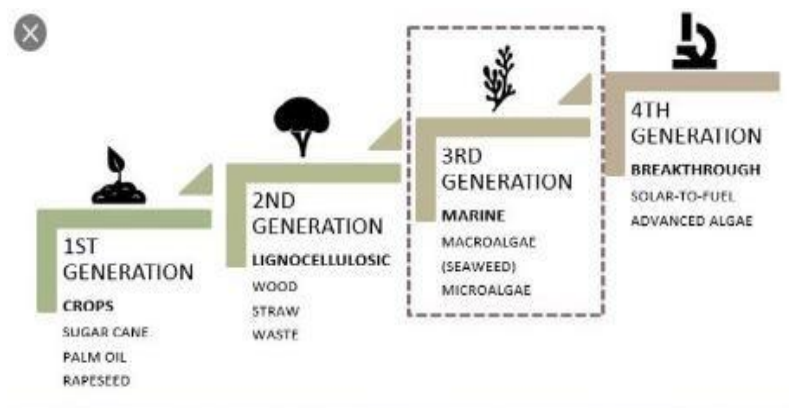 1ST
GENERATION
CROPS
SUGAR CANE
PALM OIL
RAPESEED
2ND
GENERATION
LIGNOCELLULOSIC
WOOD
STRAW
WASTE
3RD
GENERATION
MARINE
MACROALGAE
(SEAWEED)
MICROALGAE
4TH
GENERATION
BREAKTHROUGH
SOLAR-TO-FUEL
ADVANCED ALGAE